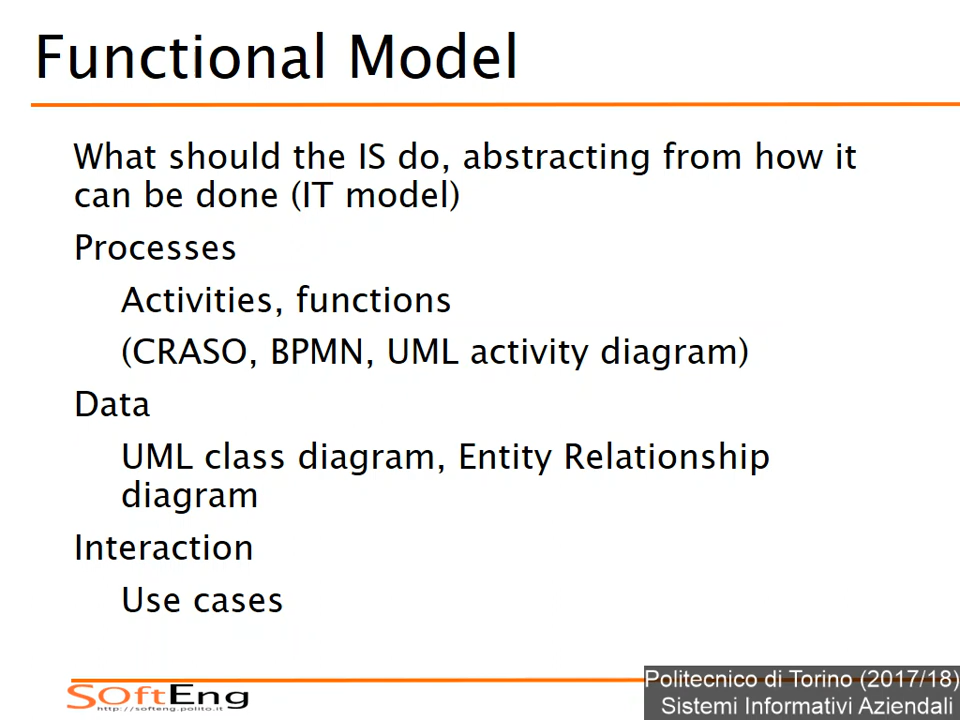 Functional Model
What should the IS do, abstracting from how it
can be done (IT model)
Processes
Activities, functions
(CRASO, BPMN, UML activity diagram)
Data
UML class diagram, Entity Relationship
diagram
Interaction
Use cases
SoftEng
http://softeng.polito.it
Politecnico di Torino (2017/18)
Sistemi Informativi Aziendali